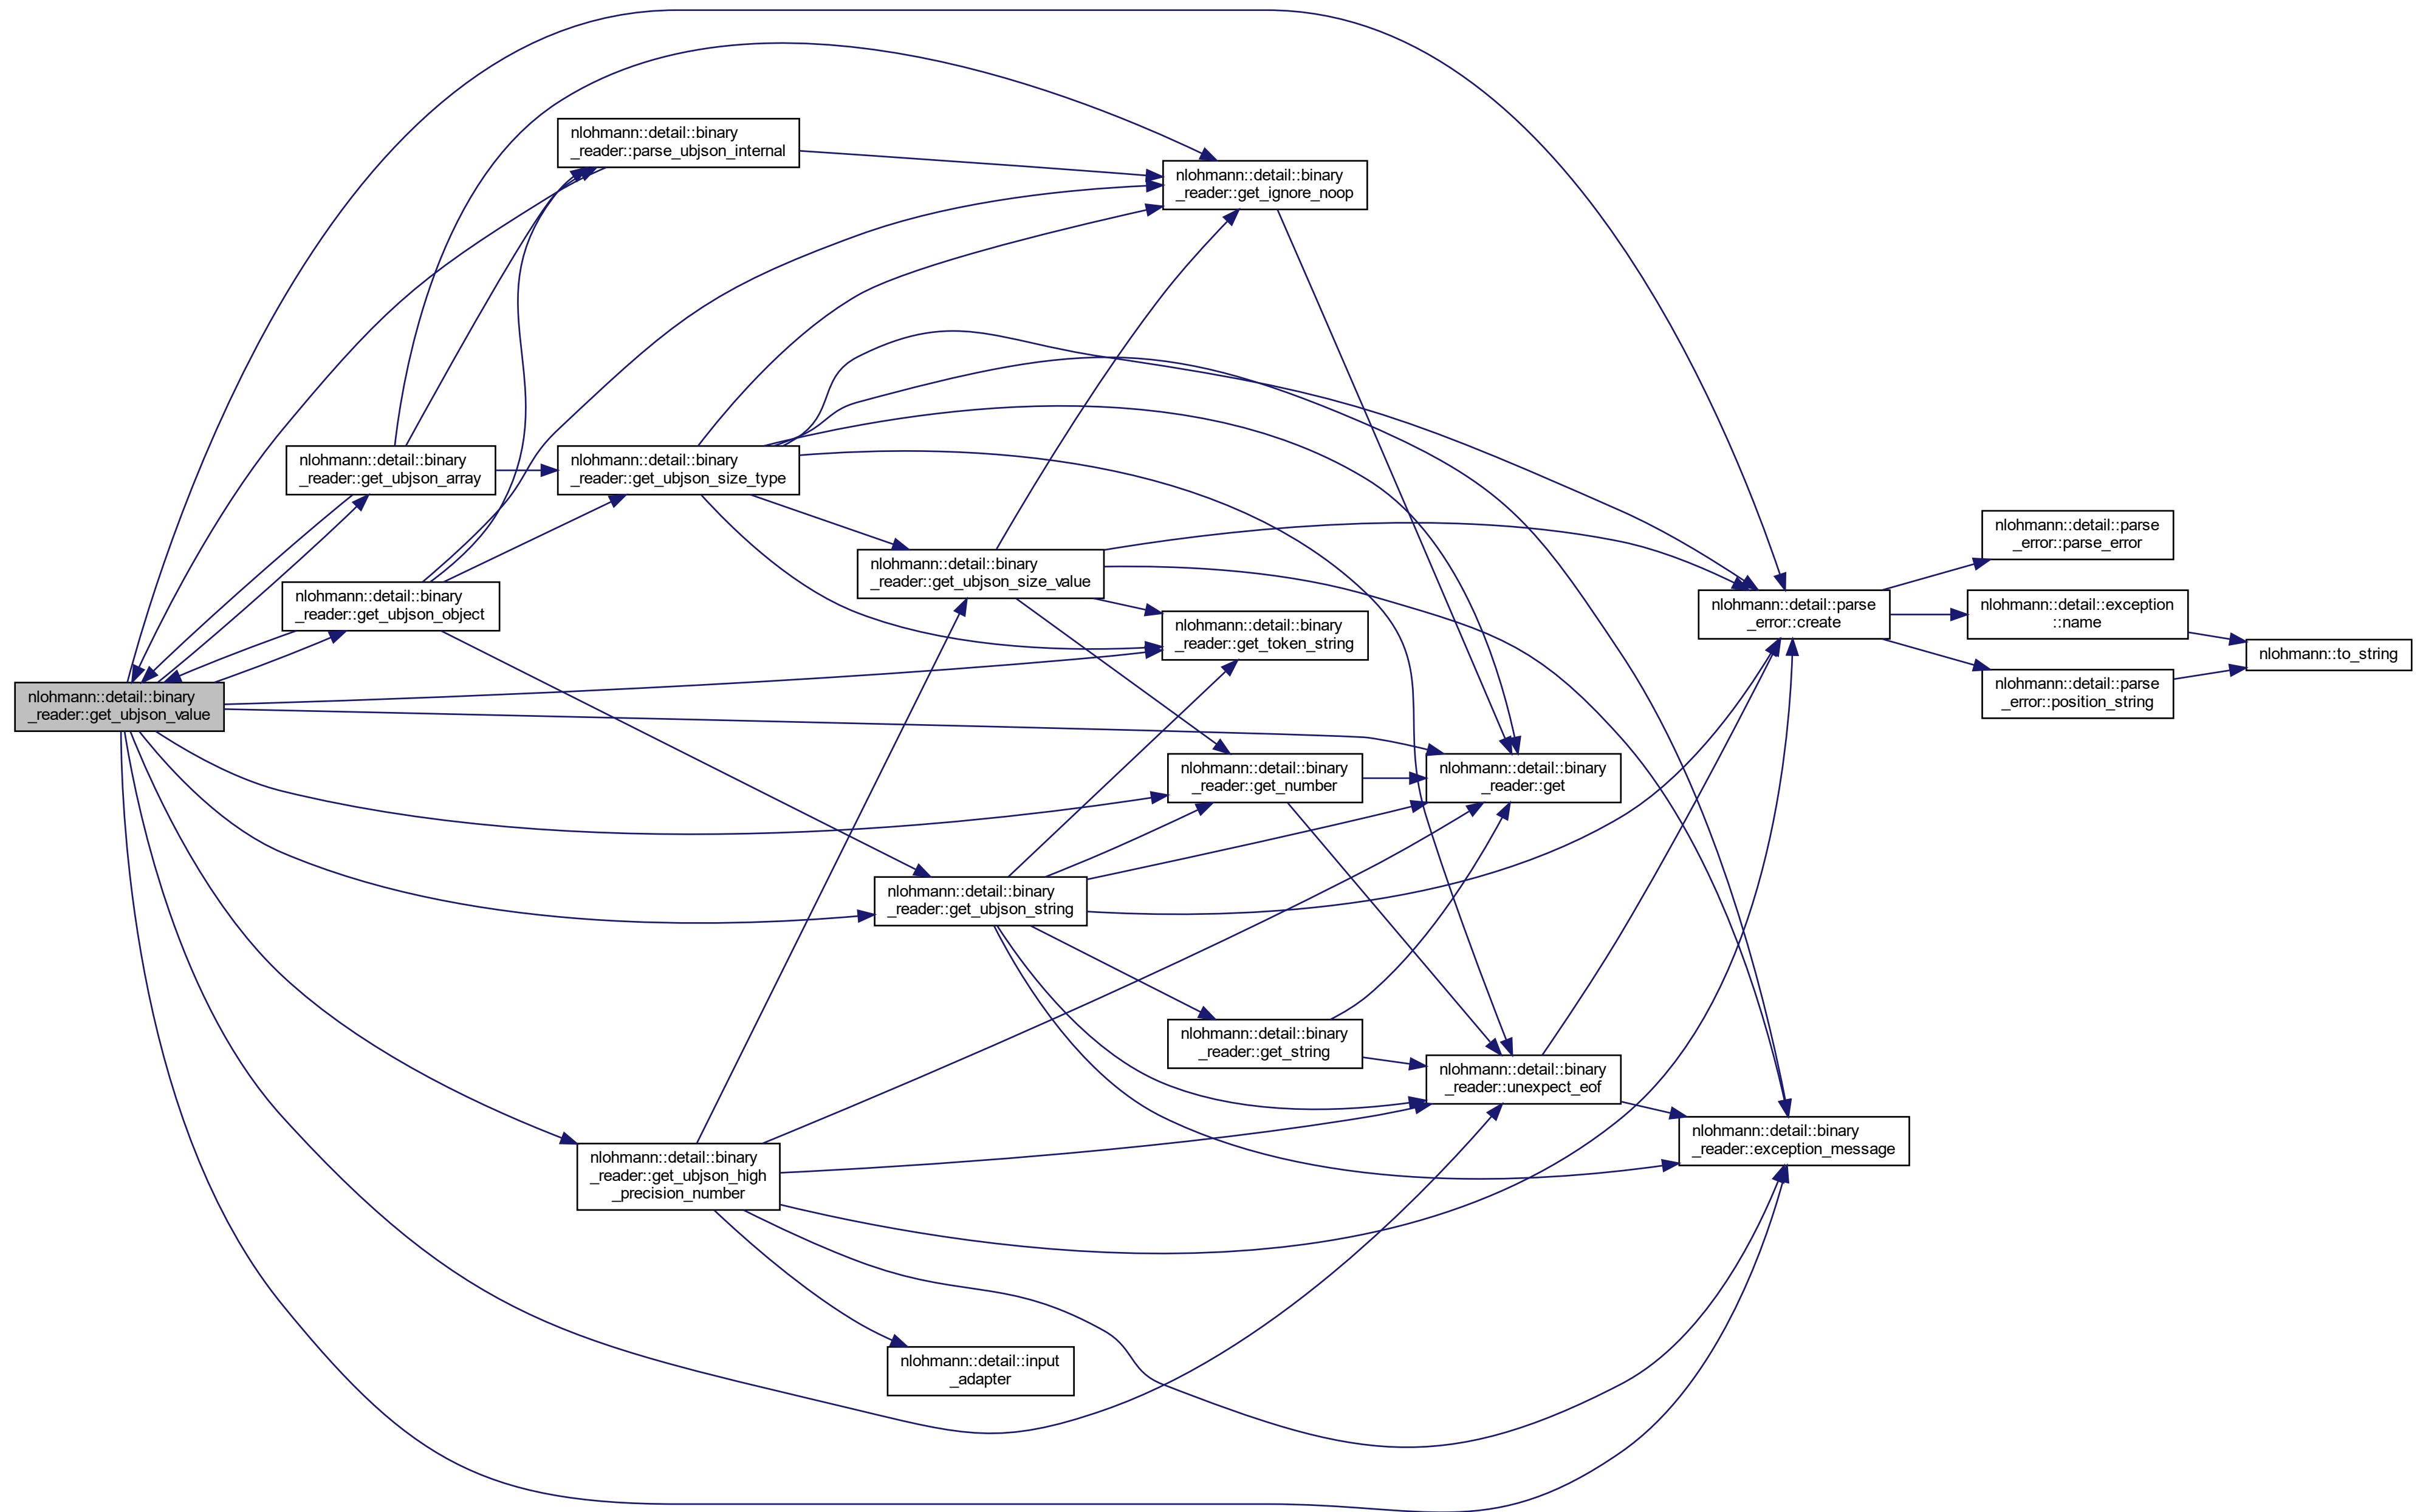 nlohmann::detail::binary
_reader::parse_ubjson_internal
nlohmann::detail::binary
_reader::get_ignore_noop
nlohmann::detail::binary
_reader::get_ubjson_array
nlohmann::detail::binary
_reader::get_ubjson_size_type
nlohmann::detail::parse
_error::parse_error
nlohmann::detail::binary
_reader::get_ubjson_size_value
nlohmann::detail::binary
_reader::get_ubjson_object
nlohmann::detail::parse
_error::create
nlohmann::detail::exception
::name
nlohmann::detail::binary
_reader::get_token_string
nlohmann::to_string
nlohmann::detail::parse
_error::position_string
nlohmann::detail::binary
_reader::get_ubjson_value
nlohmann::detail::binary
_reader::get_number
nlohmann::detail::binary
_reader::get
nlohmann::detail::binary
_reader::get_ubjson_string
nlohmann::detail::binary
_reader::get_string
nlohmann::detail::binary
_reader::unexpect_eof
nlohmann::detail::binary
_reader::exception_message
nlohmann::detail::binary
_reader::get_ubjson_high
_precision_number
nlohmann::detail::input
_adapter